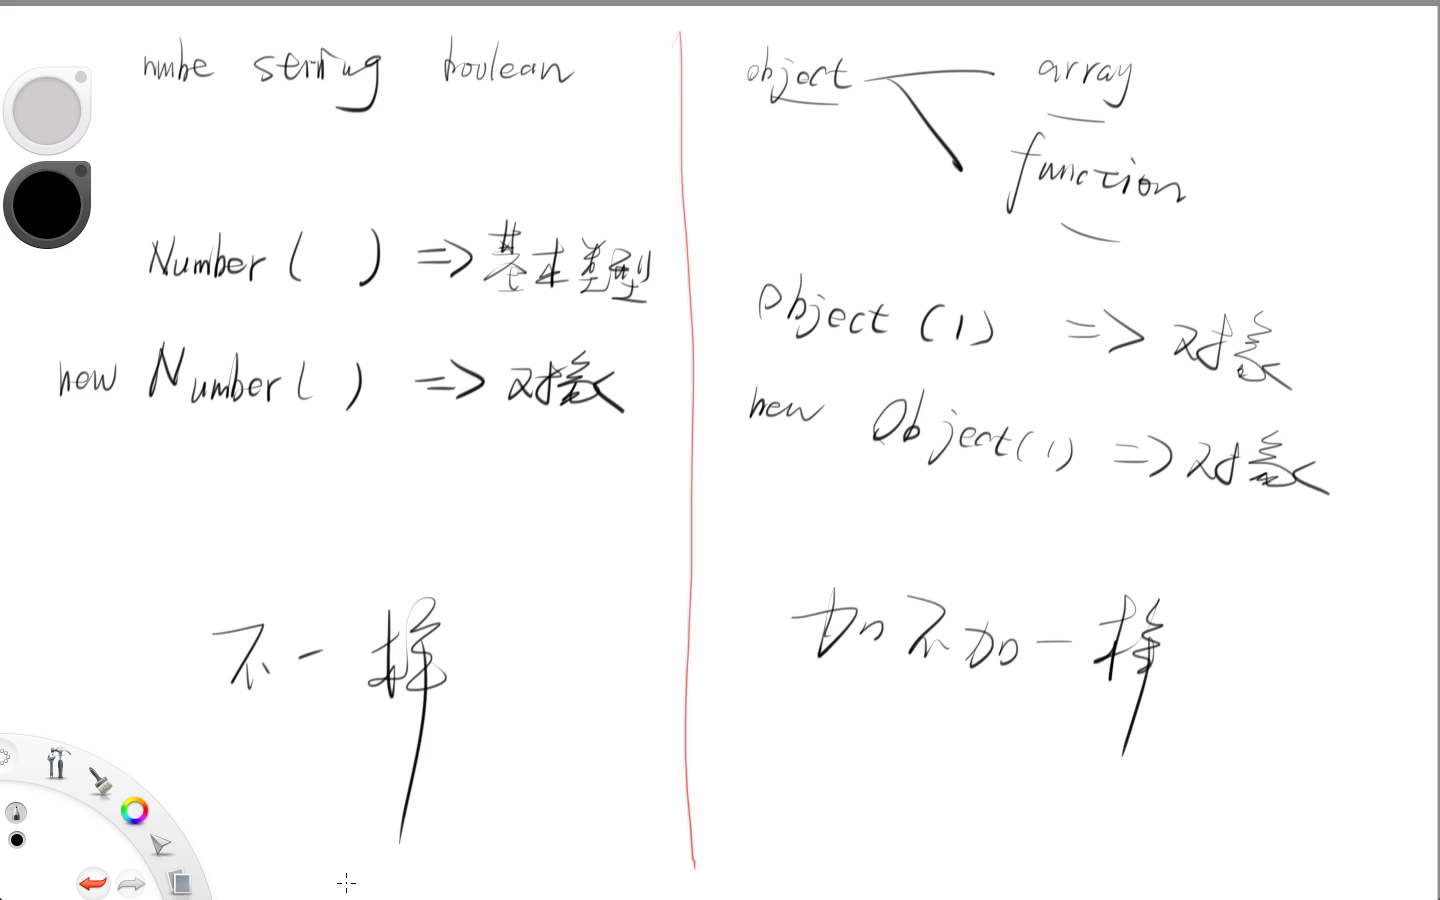 numbe string boolean
Number ( ) => 基本类型
new Number ( ) => 对象
不一样
object array
function
Object (1) => 对象
new Object (1) => 对象
加不加一样